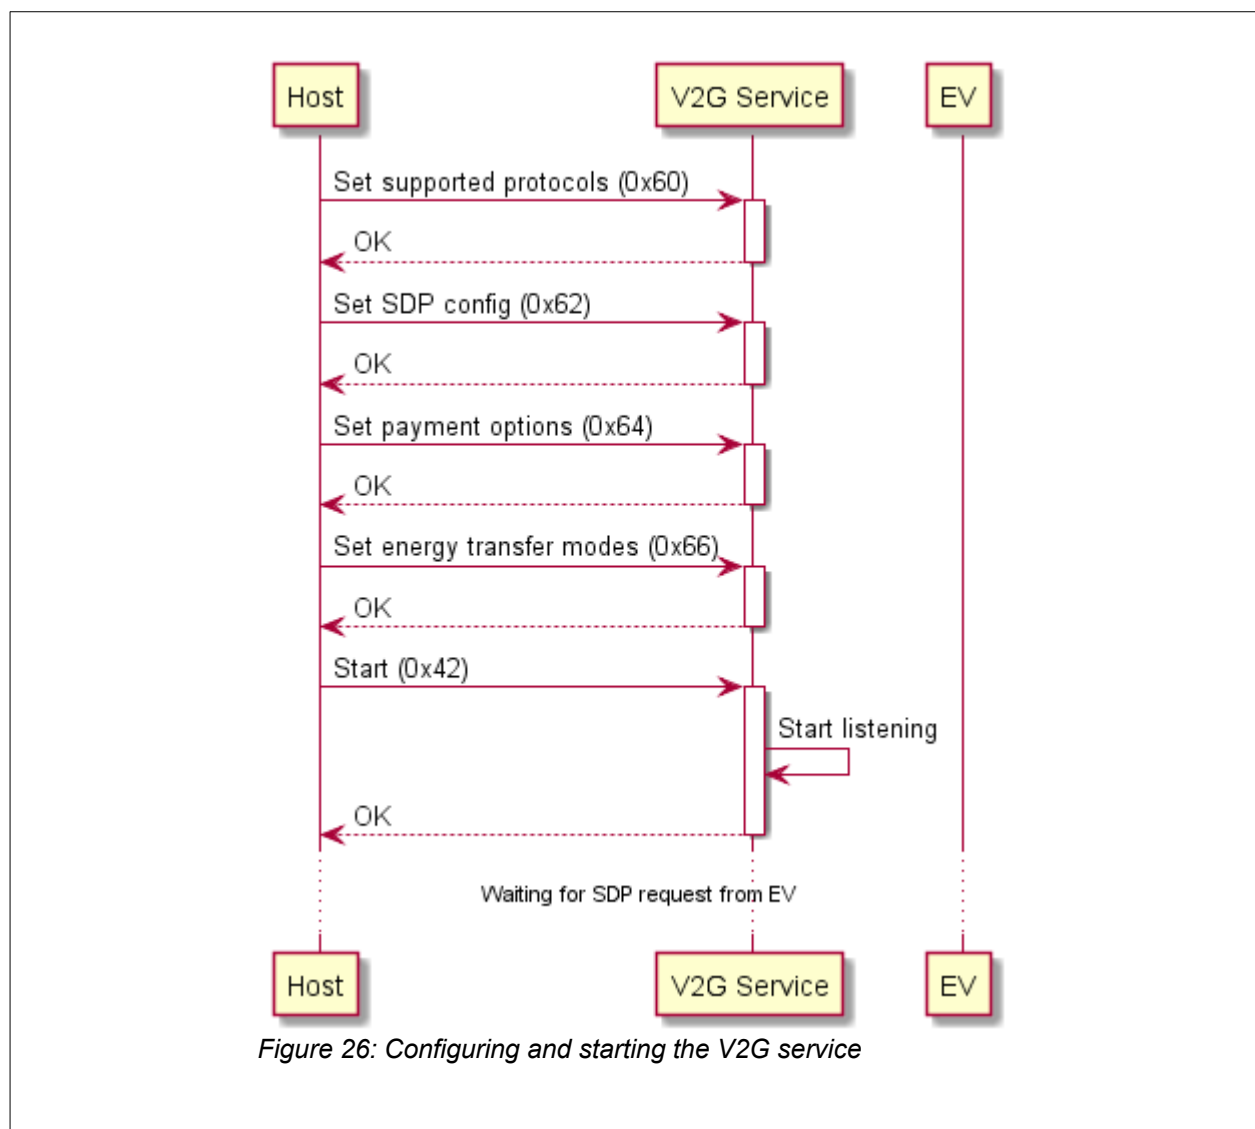 Host
V2G Service
EV
Set supported protocols (0x60)
OK
Set SDP config (0x62)
OK
Set payment options (0x64)
OK
Set energy transfer modes (0x66)
OK
Start (0x42)
Start listening
OK
Waiting for SDP request from EV
Host
V2G Service
EV
Figure 26: Configuring and starting the V2G service